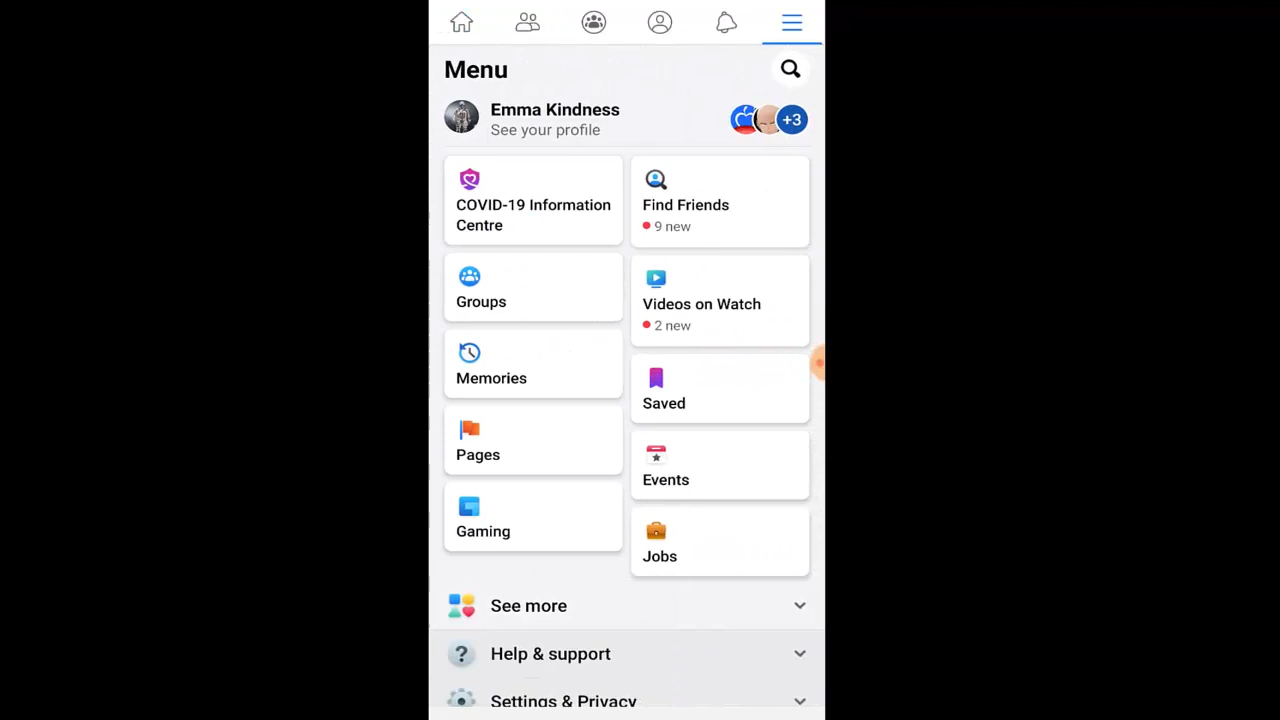 Menu
Emma Kindness
See your profile
+3
COVID-19 Information
Centre
Find Friends
9 new
Groups
Videos on Watch
2 new
Memories
Saved
Pages
Events
Gaming
Jobs
See more
Help & support
Settings & Privacy